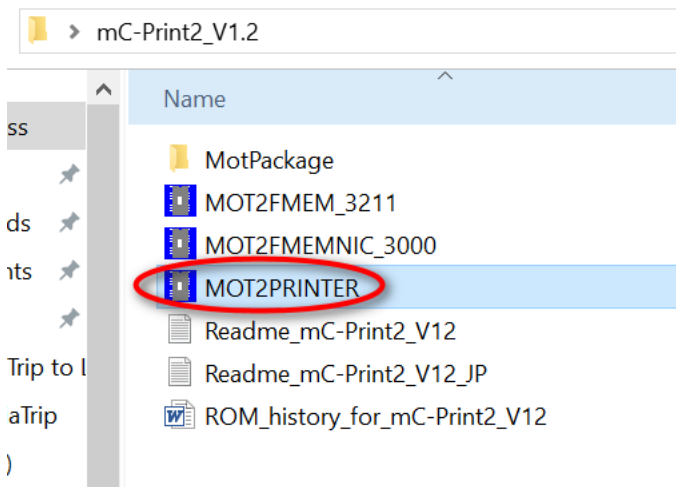 mC-Print2_V1.2
Name
ss
MotPackage
MOT2FMEM_3211
ds
MOT2FMEMNIC_3000
nts
MOT2PRINTER
Readme_mC-Print2_V12
Trip to L
Readme_mC-Print2_V12_JP
aTrip
ROM_history_for_mC-Print2_V12
)